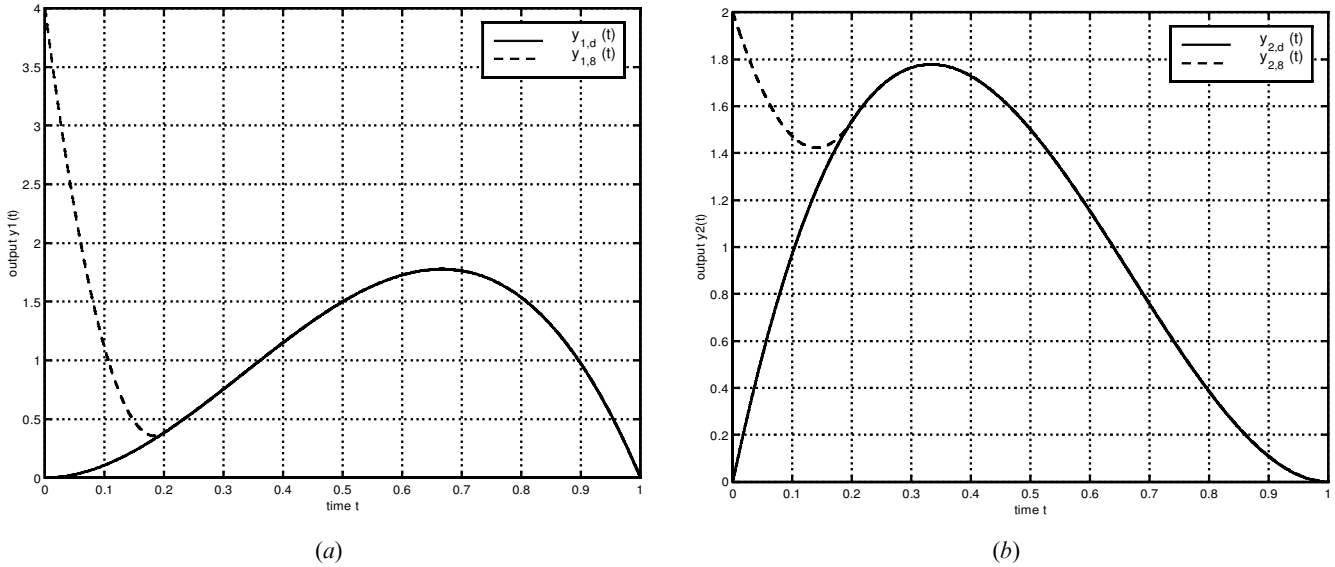 4
3.5
3
2.5
2
1.5
1
0.5
0
output y1(t)
y1,d (t)
y1,8 (t)
0 0.1 0.2 0.3 0.4 0.5 0.6 0.7 0.8 0.9 1
time t
(a)
2
1.8
1.6
1.4
1.2
1
0.8
0.6
0.4
0.2
0
output y2(t)
y2,d (t)
y2,8 (t)
0 0.1 0.2 0.3 0.4 0.5 0.6 0.7 0.8 0.9 1
time t
(b)